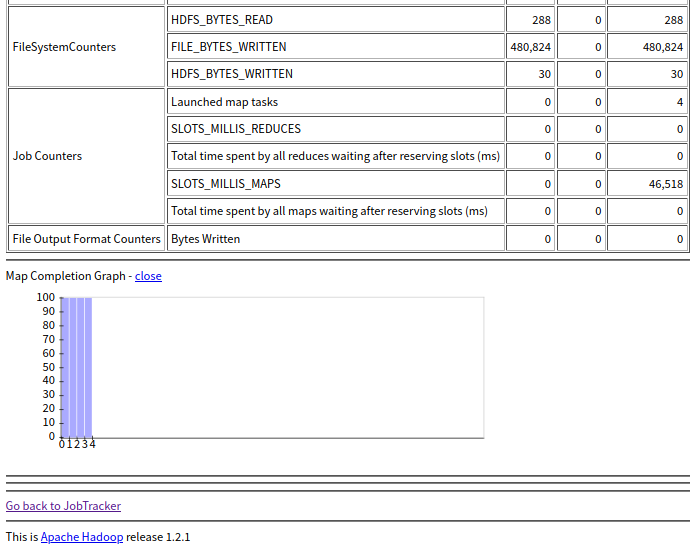 HDFS_BYTES_READ 288 0 288
FileSystemCounters FILE_BYTES_WRITTEN 480,824 0 480,824
HDFS_BYTES_WRITTEN 30 0 30
Launched map tasks 0 0 4
SLOTS_MILLIS_REDUCES 0 0 0
Job Counters Total time spent by all reduces waiting after reserving slots (ms) 0 0 0
SLOTS_MILLIS_MAPS 0 0 46,518
Total time spent by all maps waiting after reserving slots (ms) 0 0 0
File Output Format Counters Bytes Written 0 0 0
Map Completion Graph - close
100
90
80
70
60
50
40
30
20
10
0
0 1 2 3 4
Go back to JobTracker
This is Apache Hadoop release 1.2.1